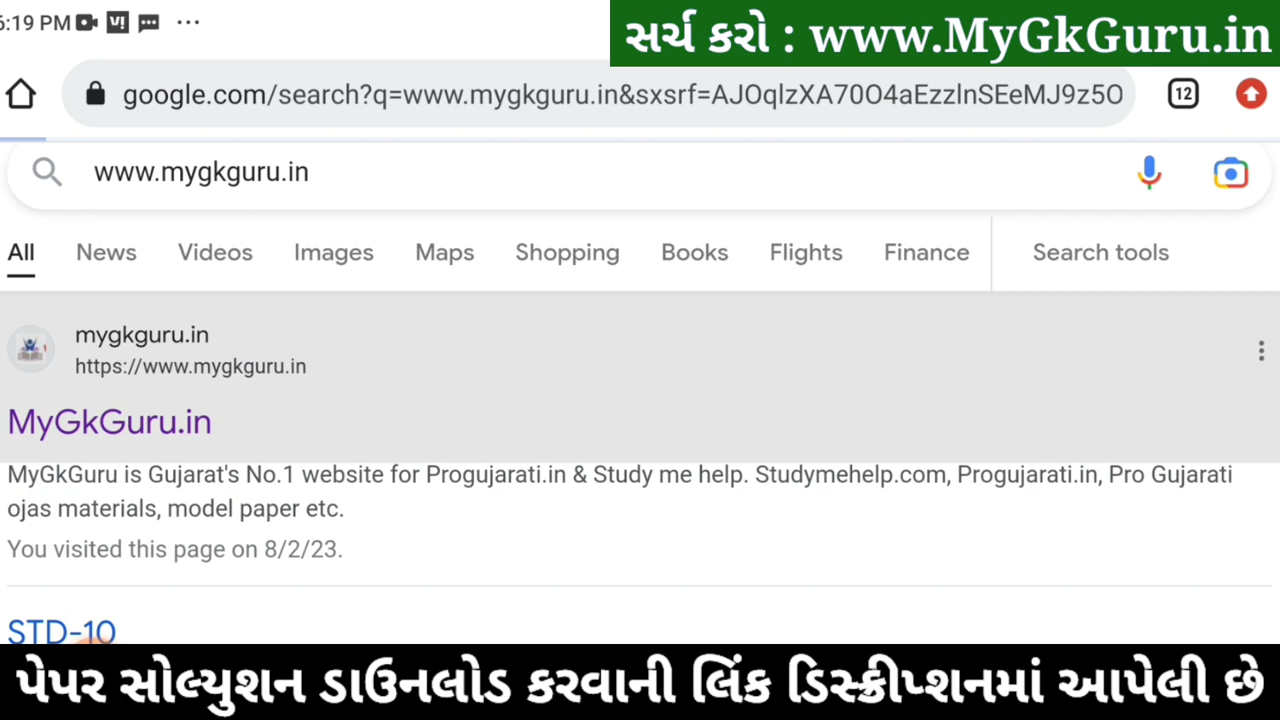 6:19 PM
સર્ચ કરો : www.MyGkGuru.in
google.com/search?q=www.mygkguru.in&sxsrf=AJOqlzXA70O4aEzzlnSEeMJ9z5O
12
www.mygkguru.in
All News Videos Images Maps Shopping Books Flights Finance Search tools
mygkguru.in
https://www.mygkguru.in
MyGkGuru.in
MyGkGuru is Gujarat's No.1 website for Progujarati.in & Study me help. Studymehelp.com, Progujarati.in, Pro Gujarati
ojas materials, model paper etc.
You visited this page on 8/2/23.
STD-10
પેપર સોલ્યુશન ડાઉનલોડ કરવાની લિંક ડિસ્ક્રીપ્શનમાં આપેલી છે